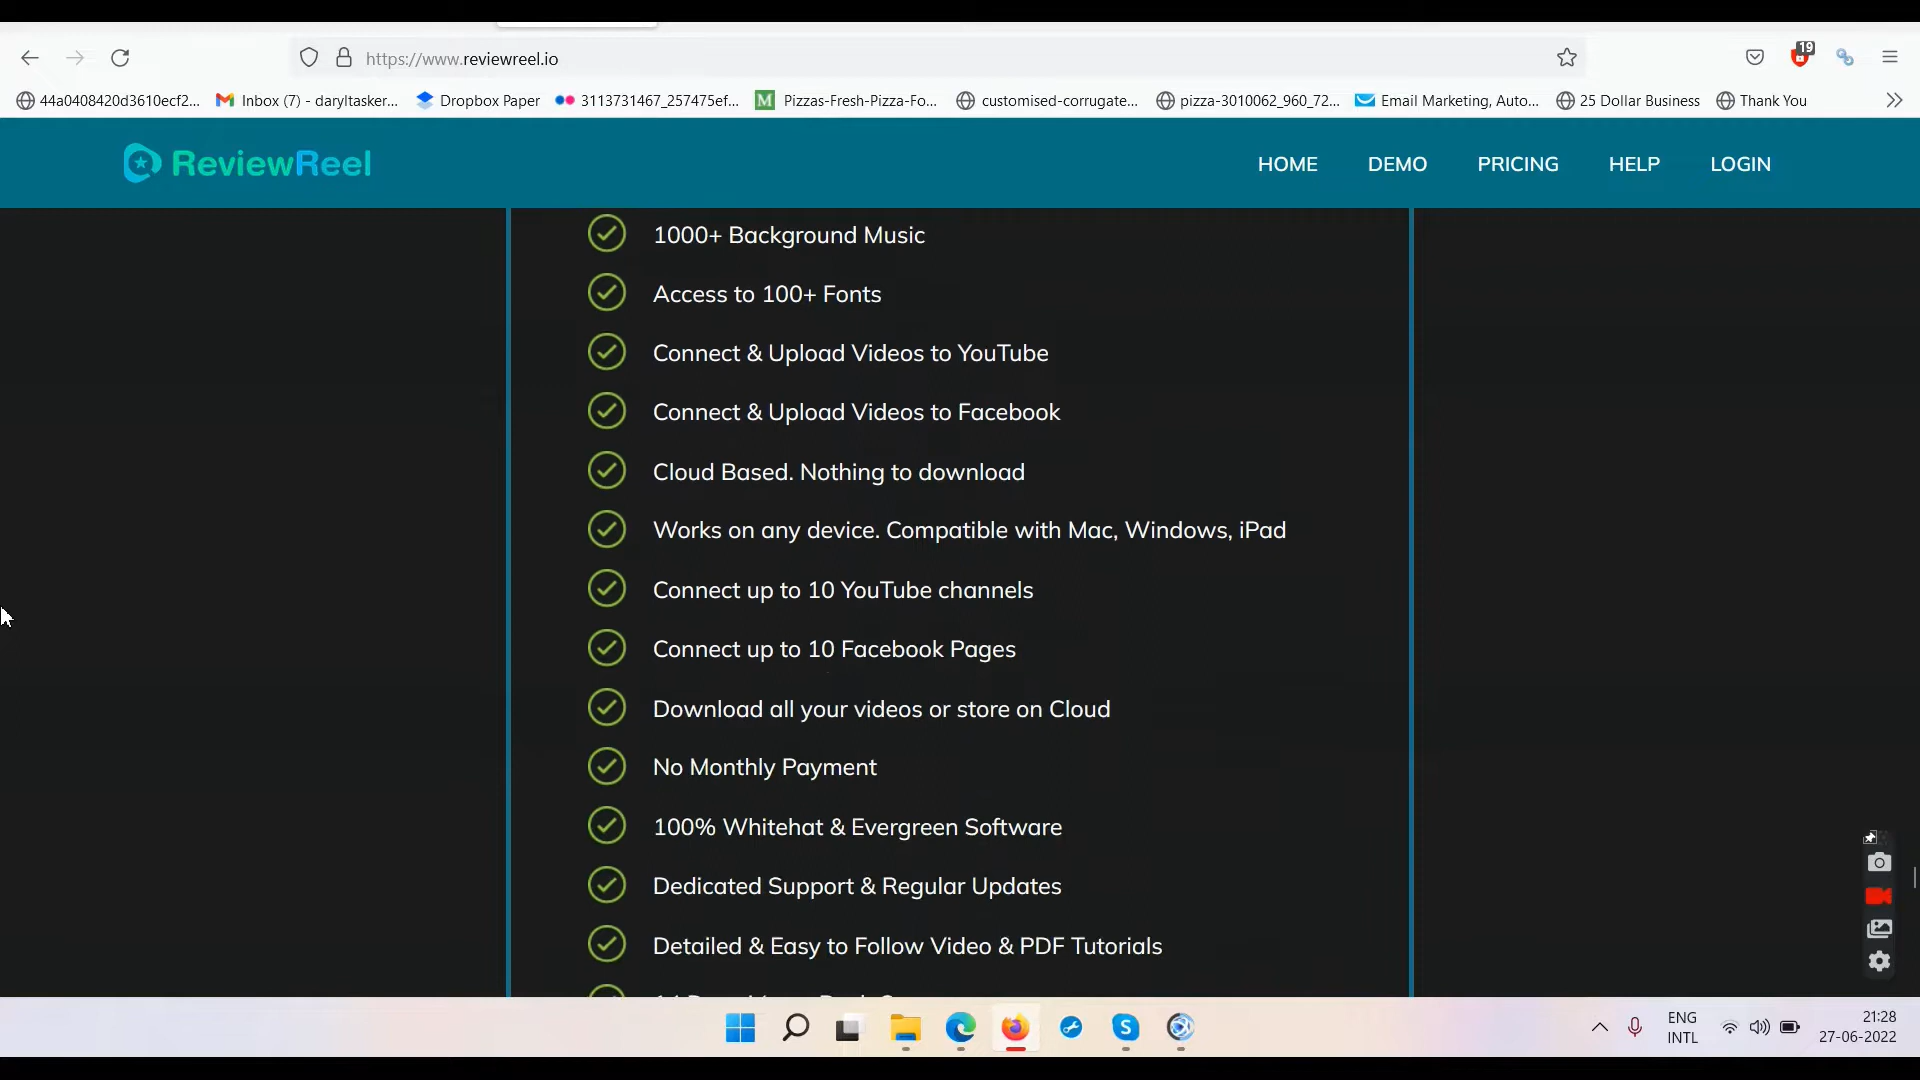 https://www.reviewreel.io
19
44a0408420d3610ecf2...
Inbox (7) - daryltasker...
Dropbox Paper
3113731467_257475ef...
M
Pizzas-Fresh-Pizza-Fo...
customised-corrugate...
pizza-3010062_960_72...
Email Marketing, Auto...
25 Dollar Business
Thank You
ReviewReel
HOME
DEMO
PRICING
HELP
LOGIN
1000+ Background Music
Access to 100+ Fonts
Connect & Upload Videos to YouTube
Connect & Upload Videos to Facebook
Cloud Based. Nothing to download
Works on any device. Compatible with Mac, Windows, iPad
Connect up to 10 YouTube channels
Connect up to 10 Facebook Pages
Download all your videos or store on Cloud
No Monthly Payment
100% Whitehat & Evergreen Software
Dedicated Support & Regular Updates
Detailed & Easy to Follow Video & PDF Tutorials
S
ENG
INTL
21:28
27-06-2022